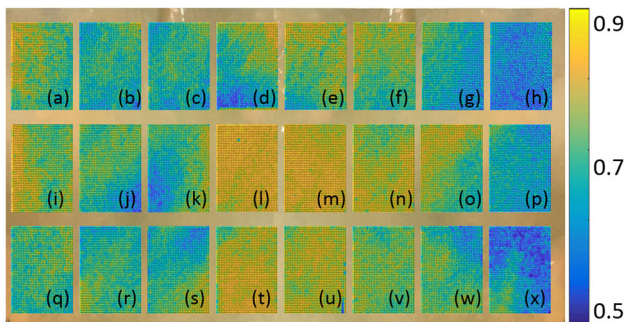 0.9
(a) (b) (c) (d) (e) (f) (g) (h)
0.7
(i) (j) (k) (l) (m) (n) (o) (p)
(q) (r) (s) (t) (u) (v) (w) (x)
0.5